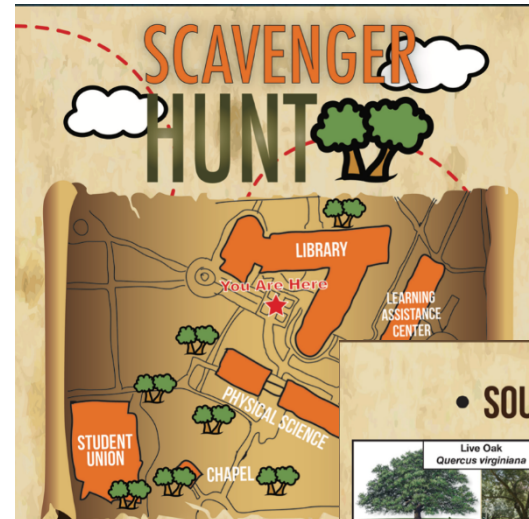 SCAVENGER
HUNT
LIBRARY
You Are Here
LEARNING
ASSISTANCE
CENTER
PHYSICAL SCIENCE
STUDENT
UNION
CHAPEL
• SOU
Live Oak
Quercus virginiana